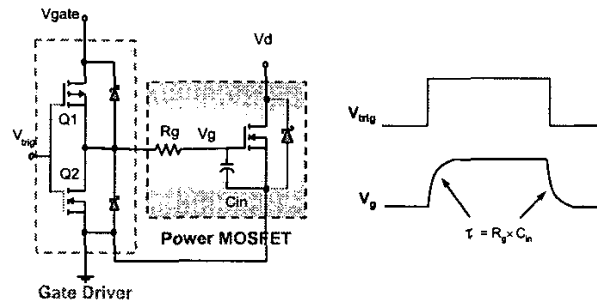 Vgate
Vd
Q1
Rg
Vg
Vtrig
Q2
Cin
Power MOSFET
Gate Driver
Vtrig
Vg
τ = Rg×Cin